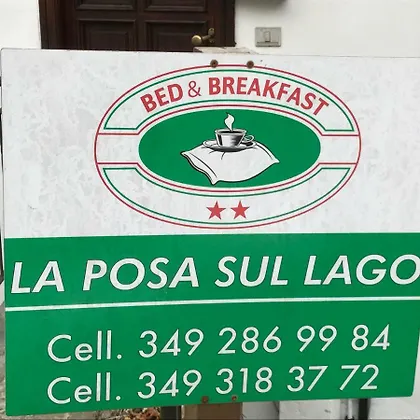 BED & BREAKFAST
LA POSA SUL LAGO
Cell. 349 286 99 84
Cell. 349 318 37 72